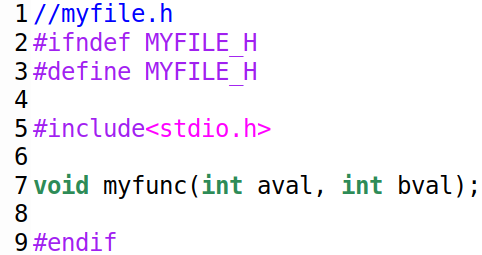 1 //myfile.h
2 #ifndef MYFILE_H
3 #define MYFILE_H
4
5 #include<stdio.h>
6
7 void myfunc(int aval, int bval);
8
9 #endif